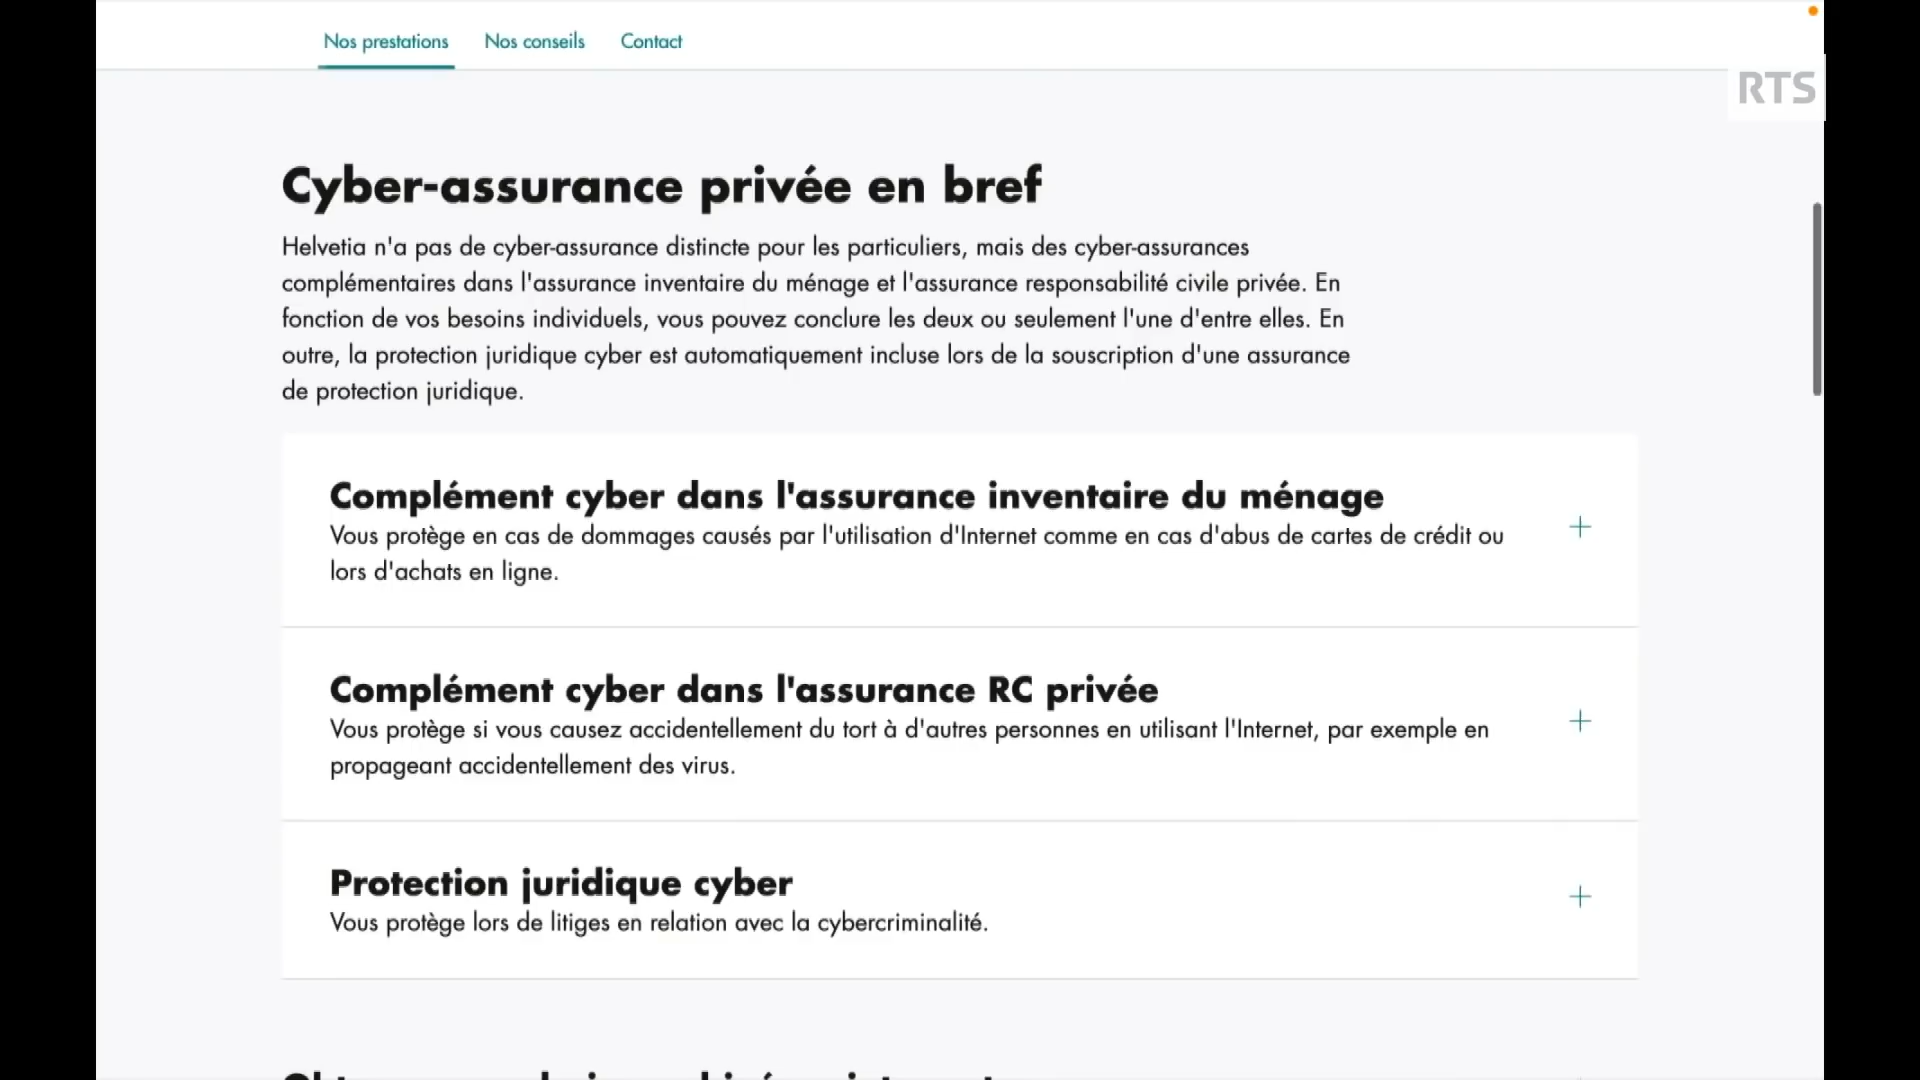 Nos prestations Nos conseils Contact
RTS
Cyber-assurance privée en bref
Helvetia n'a pas de cyber-assurance distincte pour les particuliers, mais des cyber-assurances
complémentaires dans l'assurance inventaire du ménage et l'assurance responsabilité civile privée. En
fonction de vos besoins individuels, vous pouvez conclure les deux ou seulement l'une d'entre elles. En
outre, la protection juridique cyber est automatiquement incluse lors de la souscription d'une assurance
de protection juridique.
Complément cyber dans l'assurance inventaire du ménage
Vous protège en cas de dommages causés par l'utilisation d'Internet comme en cas d'abus de cartes de crédit ou
lors d'achats en ligne.
Complément cyber dans l'assurance RC privée
Vous protège si vous causez accidentellement du tort à d'autres personnes en utilisant l'Internet, par exemple en
propageant accidentellement des virus.
Protection juridique cyber
Vous protège lors de litiges en relation avec la cybercriminalité.